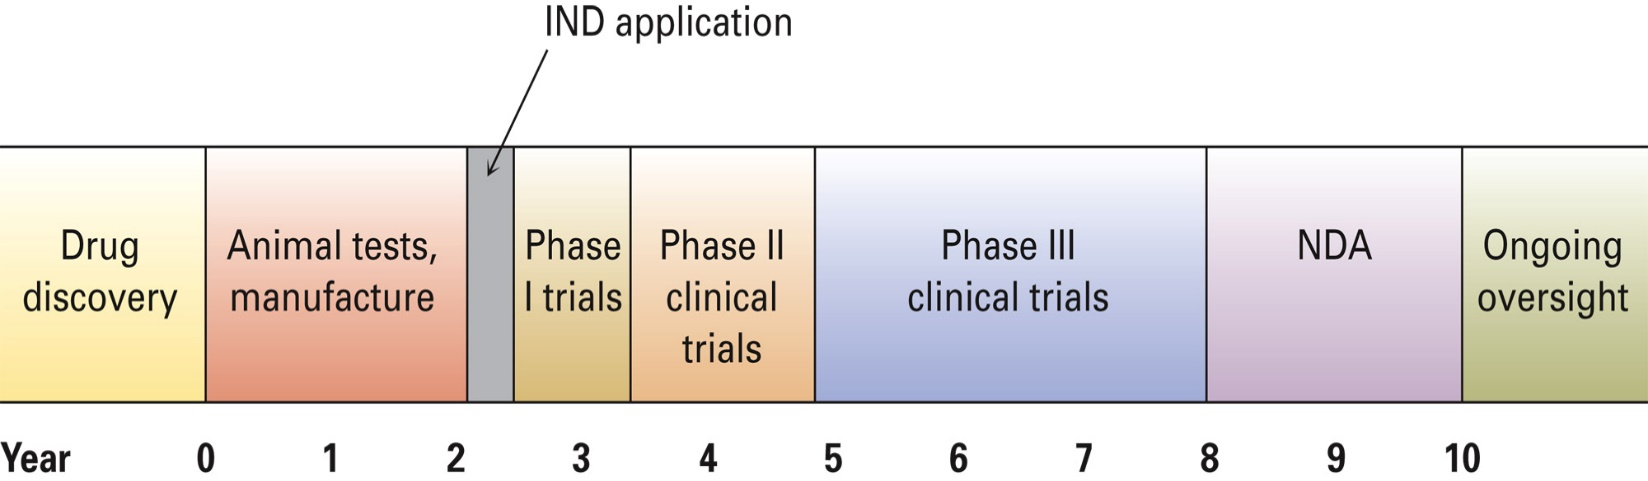 IND application
Drug
discovery
Animal tests,
manufacture
Phase
I trials
Phase II
clinical
trials
Phase III
clinical trials
NDA
Ongoing
oversight
Year 0 1 2 3 4 5 6 7 8 9 10